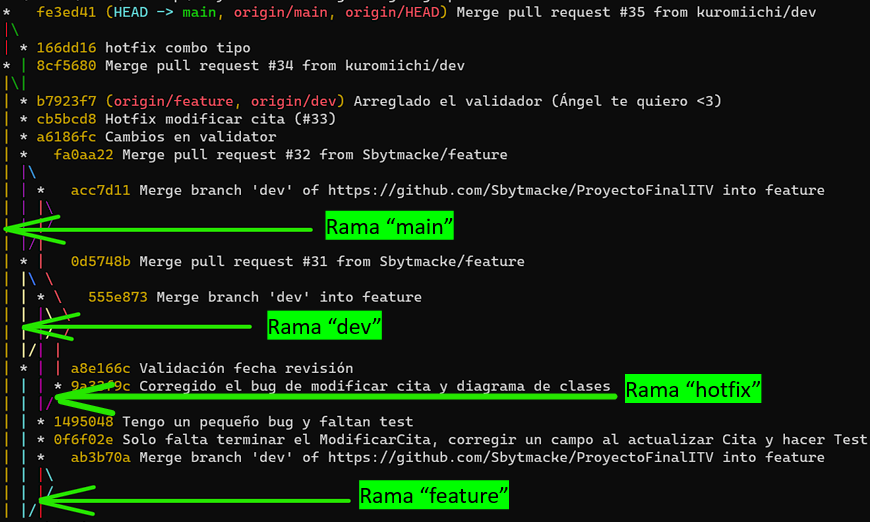 * fe3ed41 (HEAD -> main, origin/main, origin/HEAD) Merge pull request #35 from kuromiichi/dev
* 166dd16 hotfix combo tipo
* 8cf5680 Merge pull request #34 from kuromiichi/dev
* b7923f7 (origin/feature, origin/dev) Arreglado el validador (Ángel te quiero <3)
* cb5bcd8 Hotfix modificar cita (#33)
* a6186fc Cambios en validator
* fa0aa22 Merge pull request #32 from Sbytmacke/feature
* acc7d11 Merge branch 'dev' of https://github.com/Sbytmacke/ProyectoFinalITV into feature
Rama “main”
* 0d5748b Merge pull request #31 from Sbytmacke/feature
* 555e873 Merge branch 'dev' into feature
Rama “dev”
* a8e166c Validación fecha revisión
* Corregido el bug de modificar cita y diagrama de clases
Rama “hotfix”
* 1495048 Tengo un pequeño bug y faltan test
* 0f6f02e Solo falta terminar el ModificarCita, corregir un campo al actualizar Cita y hacer Test
* ab3b70a Merge branch 'dev' of https://github.com/Sbytmacke/ProyectoFinalITV into feature
Rama “feature”